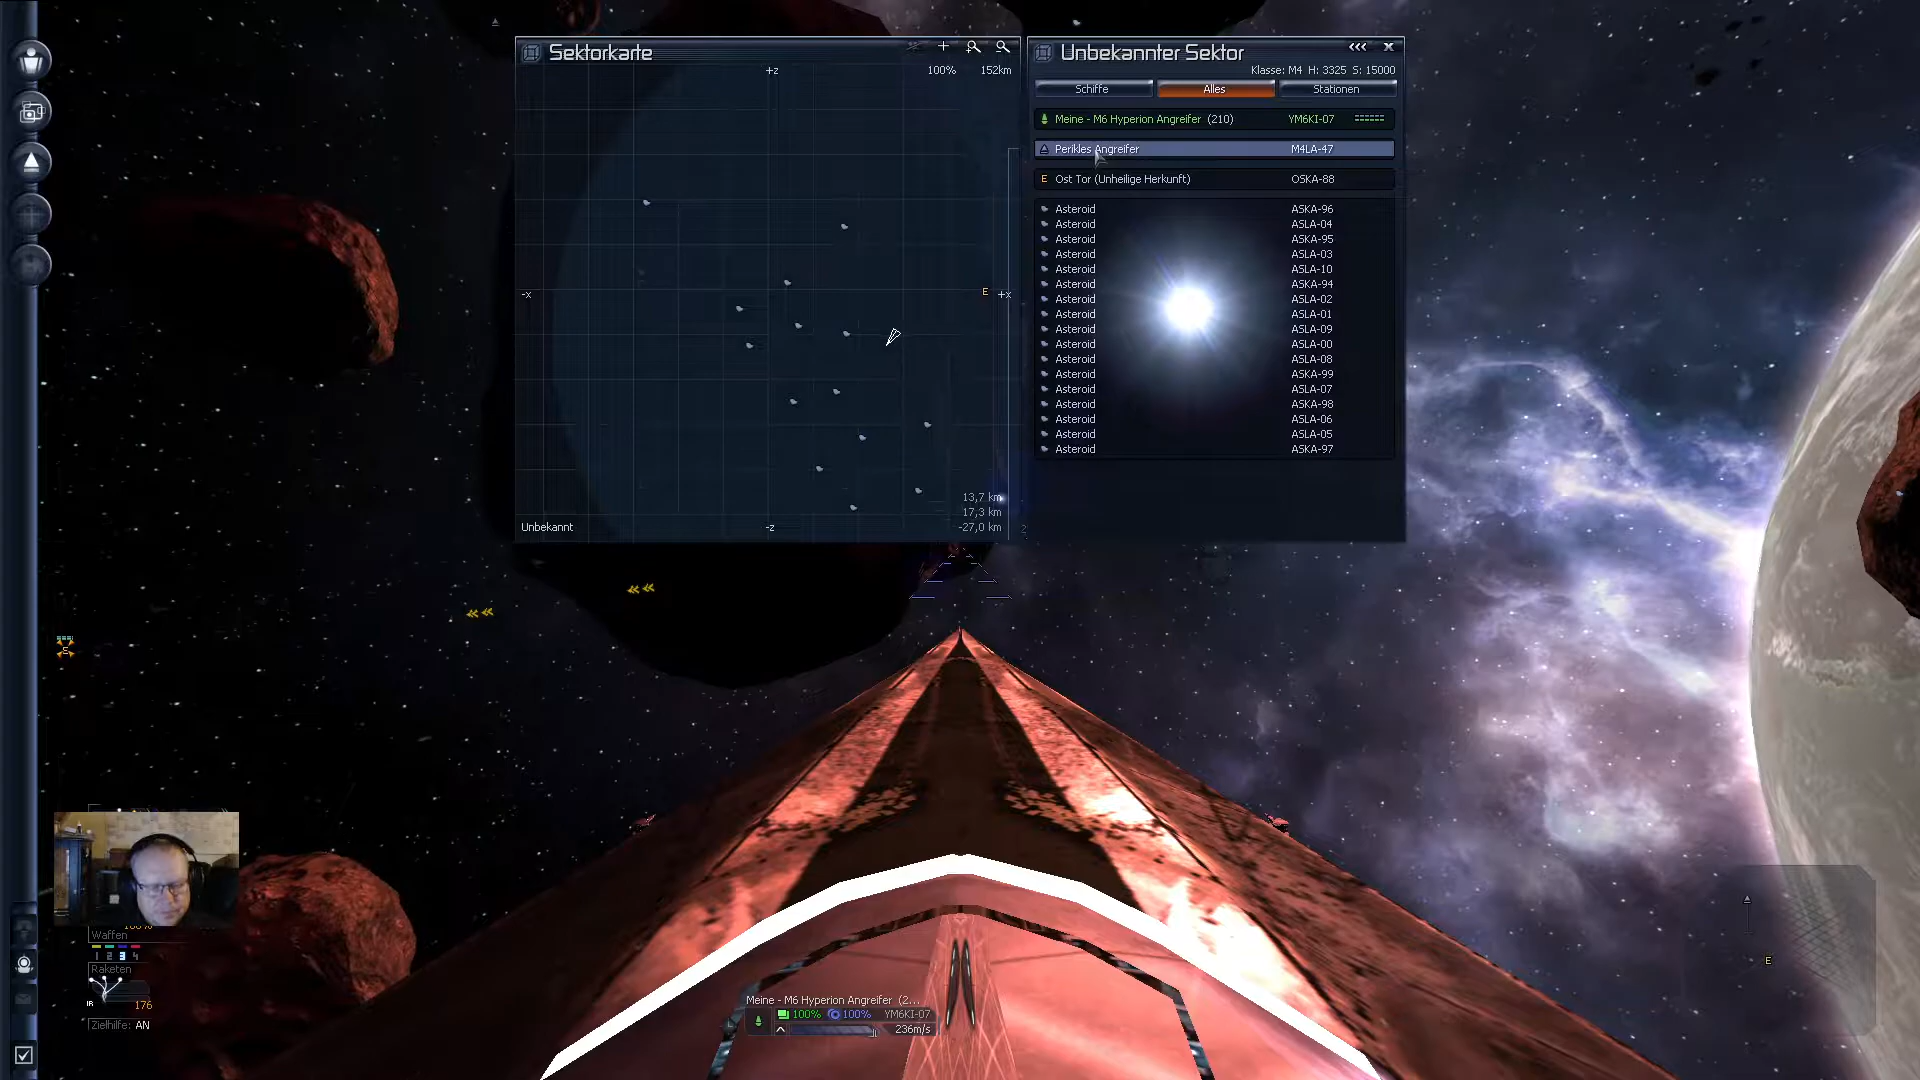 Sektorkarte
100% 152km
+z
-x
E
+x
13,7 km
17,3 km
-27,0 km
Unbekannt
-z
Unbekannter Sektor
Klasse: M4 H: 3325 S: 15000
Schiffe Alles Stationen
Meine - M6 Hyperion Angreifer (210) YM6KI-07
Perikles Angreifer M4LA-47
E Ost Tor (Unheilige Herkunft) OSKA-88
Asteroid ASKA-96
Asteroid ASLA-04
Asteroid ASKA-95
Asteroid ASLA-03
Asteroid ASLA-10
Asteroid ASKA-94
Asteroid ASLA-02
Asteroid ASLA-01
Asteroid ASLA-09
Asteroid ASLA-00
Asteroid ASLA-08
Asteroid ASKA-99
Asteroid ASLA-07
Asteroid ASKA-98
Asteroid ASLA-06
Asteroid ASLA-05
Asteroid ASKA-97
E
Waffen
1 2 3 4
Raketen
IR 176
Zielhilfe: AN
Meine - M6 Hyperion Angreifer (2...
100% 100% YM6KI-07
236m/s
E